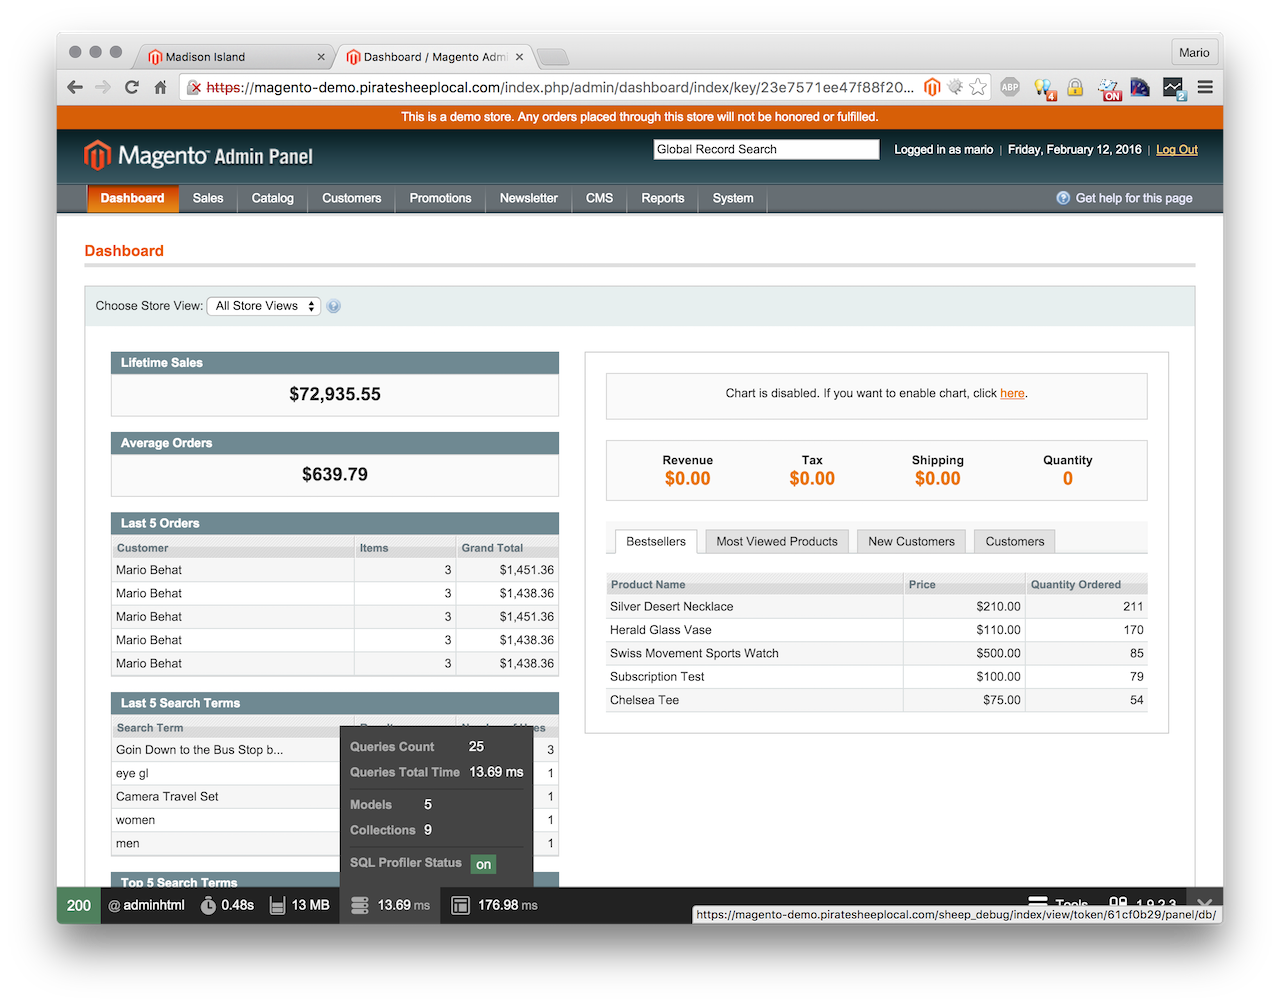 Madison Island
Dashboard / Magento Adm
Mario
https://magento-demo.piratesheeplocal.com/index.php/admin/dashboard/index/key/23e7571ee47f88f20...
ABP
4
ON
2
This is a demo store. Any orders placed through this store will not be honored or fulfilled.
Magento Admin Panel
Global Record Search
Logged in as mario | Friday, February 12, 2016 | Log Out
Dashboard Sales Catalog Customers Promotions Newsletter CMS Reports System
Get help for this page
Dashboard
Choose Store View: All Store Views
Lifetime Sales
$72,935.55
Average Orders
$639.79
Last 5 Orders
Customer Items Grand Total
Mario Behat 3 $1,451.36
Mario Behat 3 $1,438.36
Mario Behat 3 $1,451.36
Mario Behat 3 $1,438.36
Mario Behat 3 $1,438.36
Last 5 Search Terms
Search Term
Goin Down to the Bus Stop b... 3
eye gl 1
Camera Travel Set 1
women 1
men 1
Top 5 Search Terms
Chart is disabled. If you want to enable chart, click here.
Revenue Tax Shipping Quantity
$0.00 $0.00 $0.00 0
Bestsellers Most Viewed Products New Customers Customers
Product Name Price Quantity Ordered
Silver Desert Necklace $210.00 211
Herald Glass Vase $110.00 170
Swiss Movement Sports Watch $500.00 85
Subscription Test $100.00 79
Chelsea Tee $75.00 54
Queries Count 25
Queries Total Time 13.69 ms
Models 5
Collections 9
SQL Profiler Status on
200 @ adminhtml 0.48s 13 MB 13.69 ms 176.98 ms Tools 1.9.2.3
https://magento-demo.piratesheeplocal.com/sheep_debug/index/view/token/61cf0b29/panel/db/